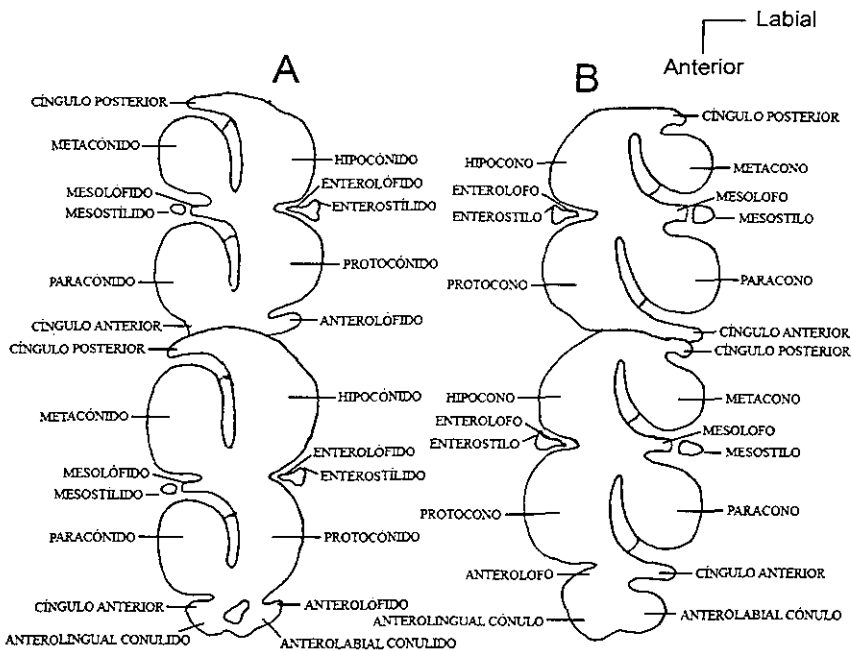 Labial
Anterior
A
CÍNGULO POSTERIOR
METACÓNIDO
HIPOCÓNIDO
MESOLÓFIDO
ENTEROLÓFIDO
MESOSTÍLIDO
ENTEROSTÍLIDO
PARACÓNIDO
PROTOCÓNIDO
CÍNGULO ANTERIOR
ANTEROLÓFIDO
CÍNGULO POSTERIOR
METACÓNIDO
HIPOCÓNIDO
MESOLÓFIDO
ENTEROLÓFIDO
MESOSTÍLIDO
ENTEROSTÍLIDO
PARACÓNIDO
PROTOCÓNIDO
CÍNGULO ANTERIOR
ANTEROLÓFIDO
ANTEROLINGUAL CONULIDO
ANTEROLABIAL CONULIDO
B
CÍNGULO POSTERIOR
HIPOCONO
METACONO
ENTEROLOFO
MESOLOFO
ENTEROSTILO
MESOSTILO
PROTOCONO
PARACONO
CÍNGULO ANTERIOR
CÍNGULO POSTERIOR
HIPOCONO
METACONO
ENTEROLOFO
MESOLOFO
ENTEROSTILO
MESOSTILO
PROTOCONO
PARACONO
ANTEROLOFO
CÍNGULO ANTERIOR
ANTEROLINGUAL CÓNULO
ANTEROLABIAL CÓNULO